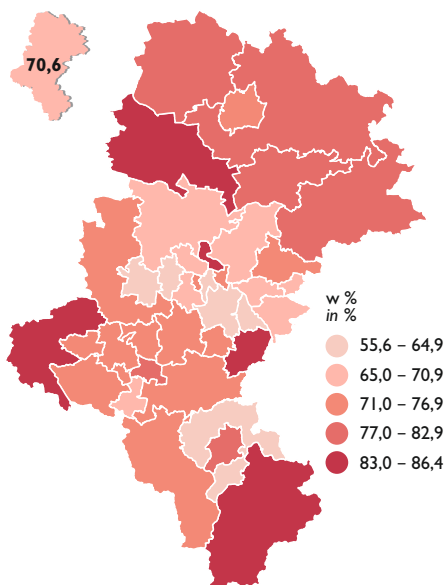 70,6
w %
in %
55,6 – 64,9
65,0 – 70,9
71,0 – 76,9
77,0 – 82,9
83,0 – 86,4